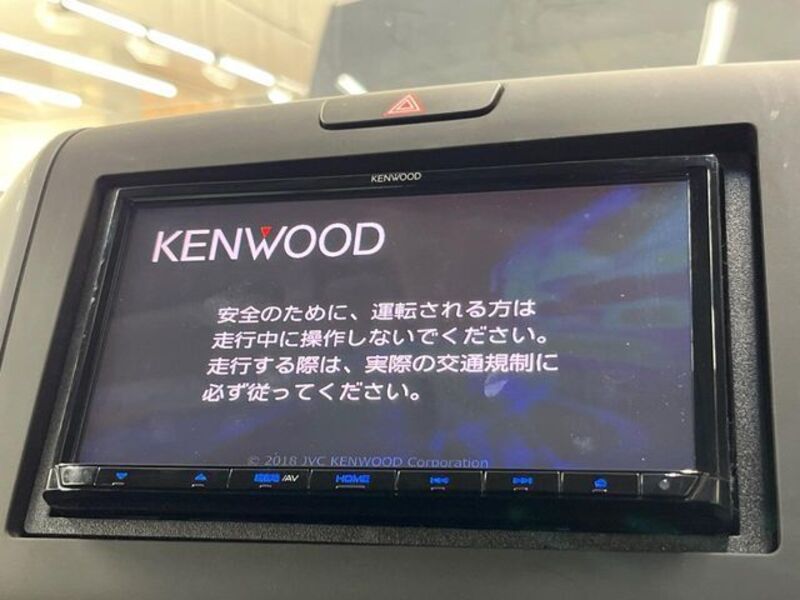 KENWOOD
KENWOOD
安全のために、運転される方は
走行中に操作しないでください。
走行する際は、実際の交通規制に
必ず従ってください。
© 2018 JVC KENWOOD Corporation
/AV HOME